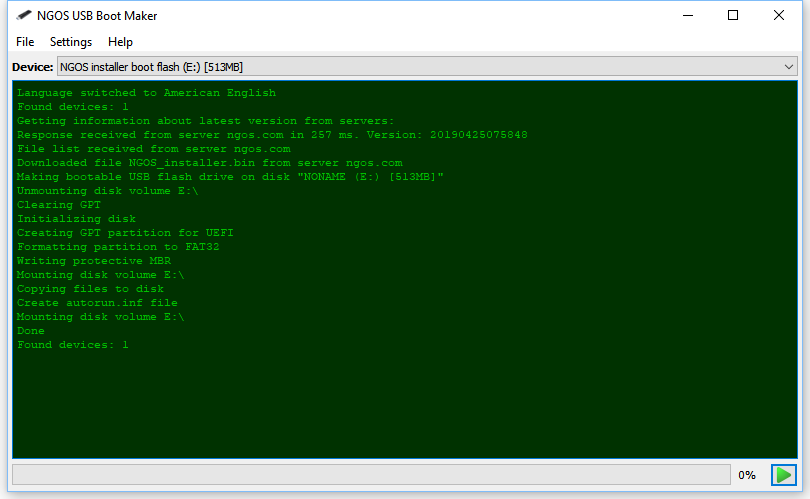 NGOS USB Boot Maker
File Settings Help
Device: NGOS installer boot flash (E:) [513MB]
Language switched to American English
Found devices: 1
Getting information about latest version from servers:
Response received from server ngos.com in 257 ms. Version: 20190425075848
File list received from server ngos.com
Downloaded file NGOS_installer.bin from server ngos.com
Making bootable USB flash drive on disk "NONAME (E:) [513MB]"
Unmounting disk volume E:\
Clearing GPT
Initializing disk
Creating GPT partition for UEFI
Formatting partition to FAT32
Writing protective MBR
Mounting disk volume E:\
Copying files to disk
Create autorun.inf file
Mounting disk volume E:\
Done
Found devices: 1
0%